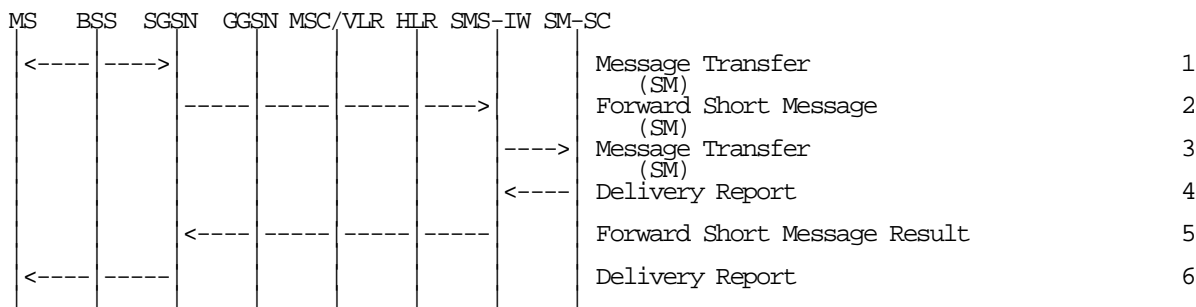 MS BSS SGSN GGSN MSC/VLR HLR SMS-IW SM-SC
Message Transfer 1
(SM)
Forward Short Message 2
(SM)
Message Transfer 3
(SM)
Delivery Report 4
Forward Short Message Result 5
Delivery Report 6